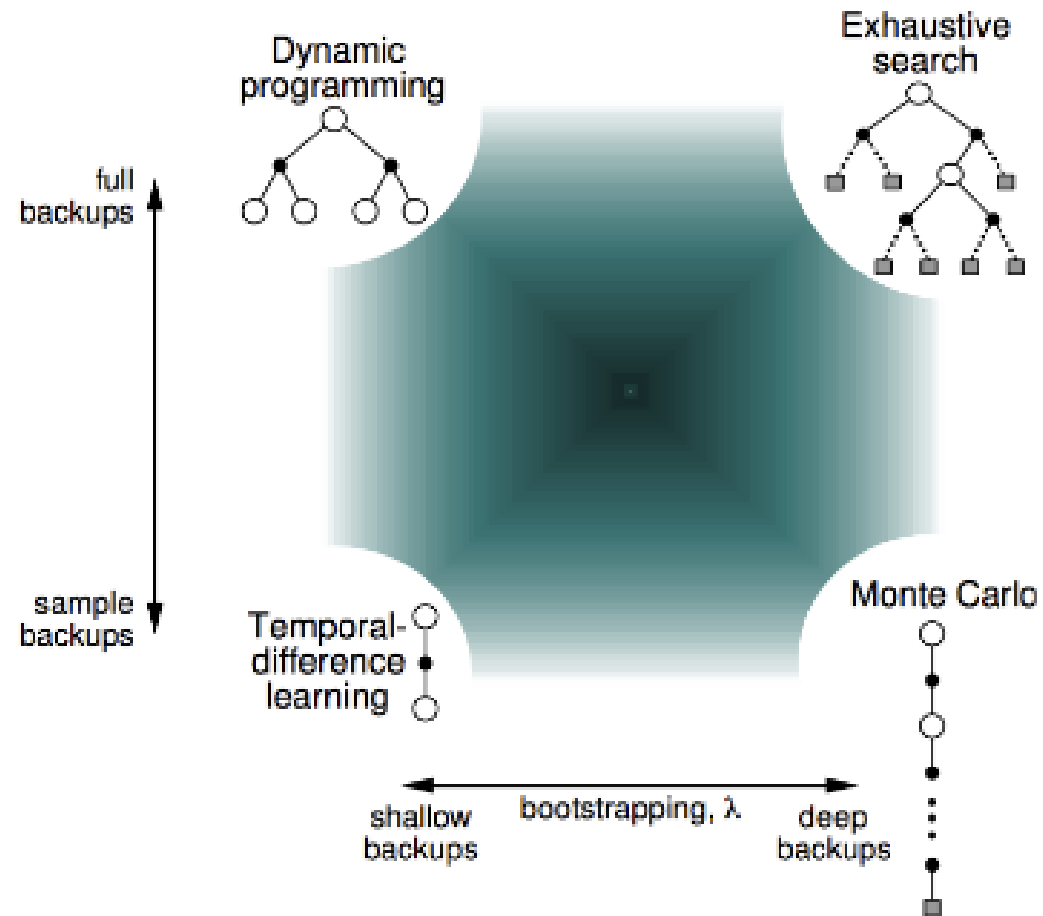 Dynamic
programming
Exhaustive
search
full
backups
sample
backups
Temporal-
difference
learning
Monte Carlo
bootstrapping, λ
shallow
backups
deep
backups